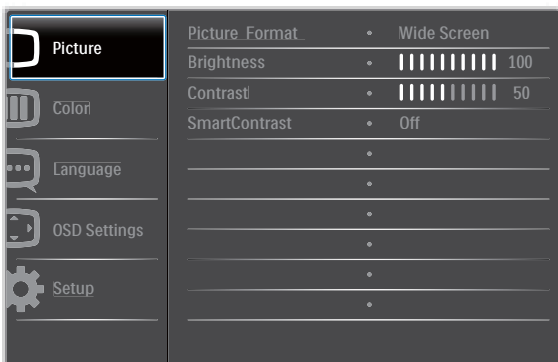 Picture
Color
Language
OSD Settings
Setup
Picture Format Wide Screen
Brightness 100
Contrast 50
SmartContrast Off